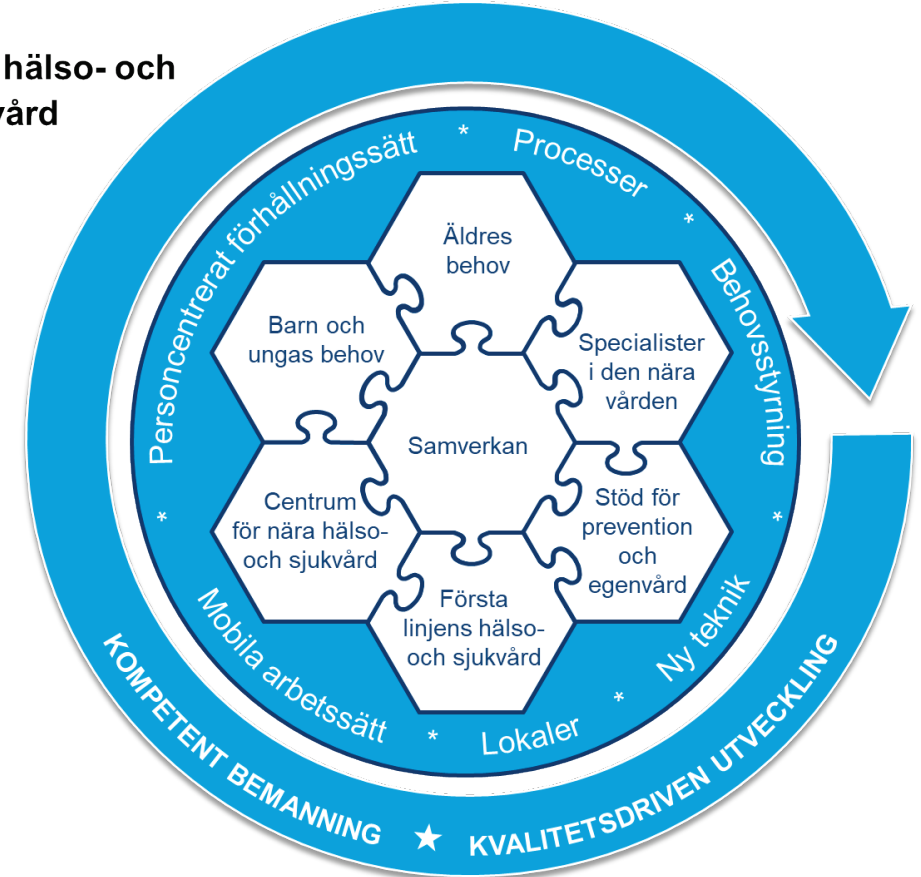 hälso- och
vård
Personcentrerat förhållningssätt * Processer * Behovsstyrning * Ny teknik * Lokaler * Mobila arbetssätt *
Äldres
behov
Barn och
ungas behov
Specialister
i den nära
vården
Samverkan
Centrum
för nära hälso-
och sjukvård
Stöd för
prevention
och
egenvård
Första
linjens hälso-
och sjukvård
KOMPETENT BEMANNING ★ KVALITETSDRIVEN UTVECKLING